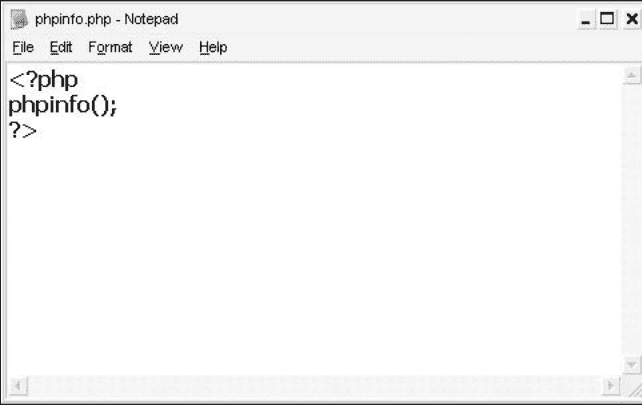 phpinfo.php - Notepad
File Edit Format View Help
<?php
phpinfo();
?>